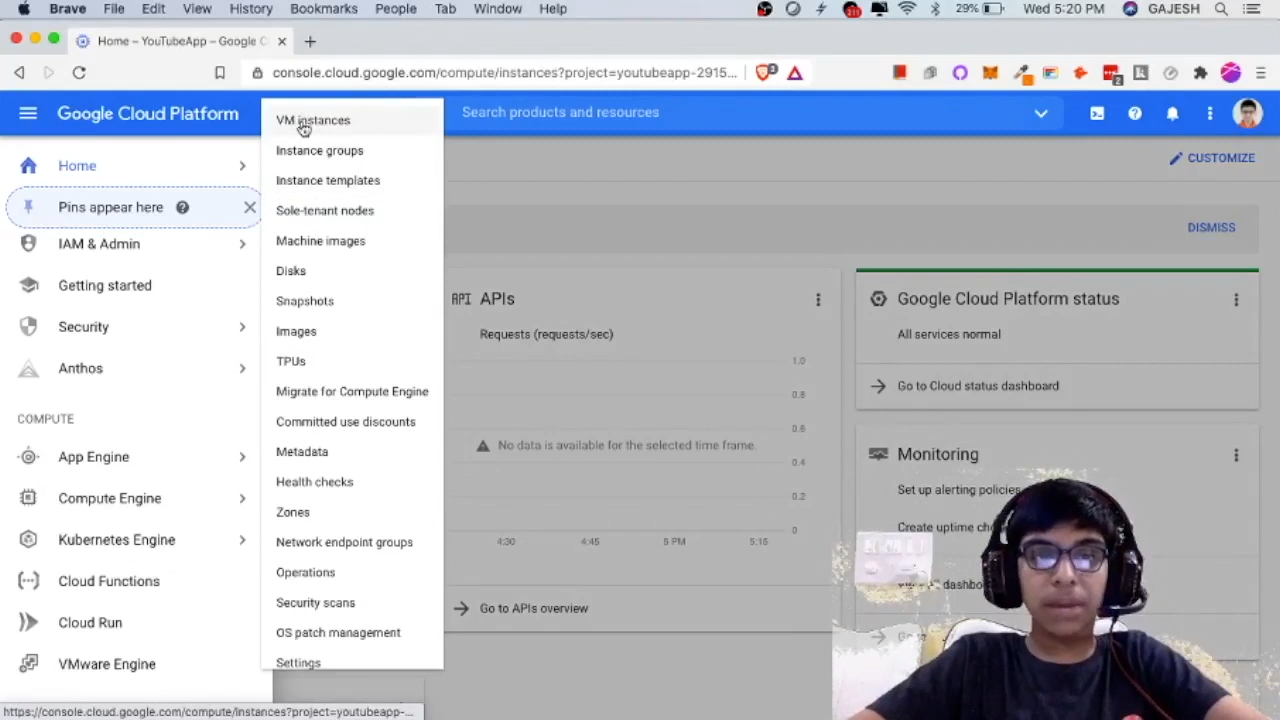 Brave File Edit View History Bookmarks People Tab Window Help 211 29% Wed 5:20 PM GAJESH
Home – YouTubeApp – Google C
console.cloud.google.com/compute/instances?project=youtubeapp-2915... 3 2
Google Cloud Platform
Search products and resources
CUSTOMIZE
DISMISS
Home
Pins appear here
IAM & Admin
Getting started
Security
Anthos
COMPUTE
App Engine
Compute Engine
Kubernetes Engine
Cloud Functions
Cloud Run
VMware Engine
VM instances
Instance groups
Instance templates
Sole-tenant nodes
Machine images
Disks
Snapshots
Images
TPUs
Migrate for Compute Engine
Committed use discounts
Metadata
Health checks
Zones
Network endpoint groups
Operations
Security scans
OS patch management
Settings
API APIs
Requests (requests/sec)
1.0
0.8
0.6
No data is available for the selected time frame.
0.4
0.2
0
4:30 4:45 5 PM 5:15
Go to APIs overview
Google Cloud Platform status
All services normal
Go to Cloud status dashboard
Monitoring
Set up alerting policies
Create uptime
Go to
https://console.cloud.google.com/compute/instances?project=youtubeapp-...